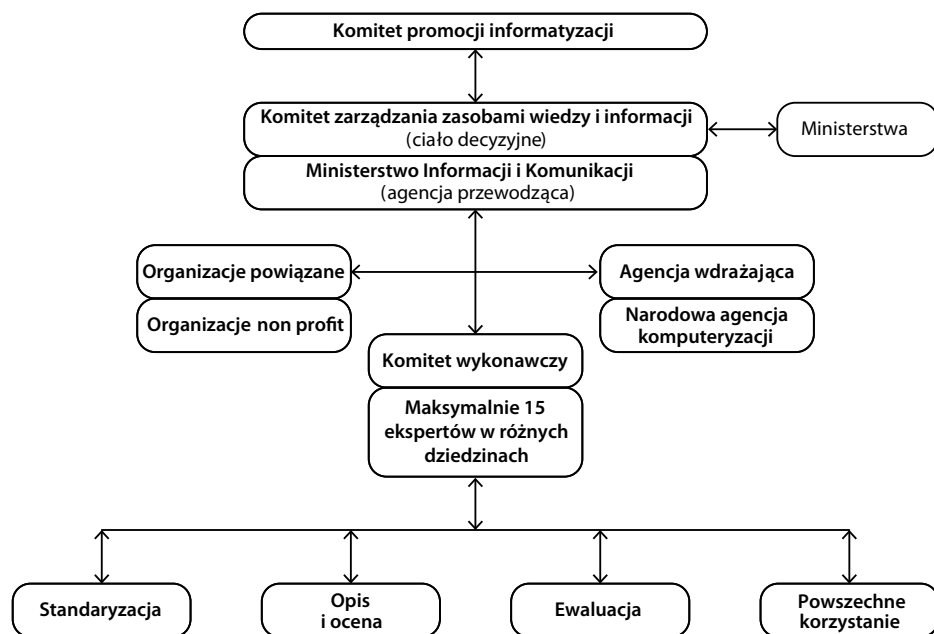 Komitet promocji informatyzacji
Komitet zarządzania zasobami wiedzy i informacji
(ciało decyzyjne)
Ministerstwa
Ministerstwo Informacji i Komunikacji
(agencja przewodząca)
Organizacje powiązane
Organizacje non profit
Agencja wdrażająca
Narodowa agencja
komputeryzacji
Komitet wykonawczy
Maksymalnie 15
ekspertów w różnych
dziedzinach
Standaryzacja
Opis
i ocena
Ewaluacja
Powszechne
korzystanie